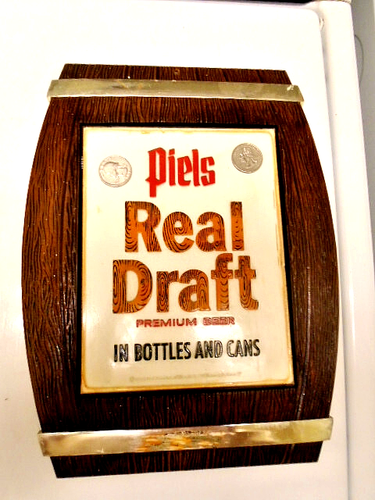 Piels
Real
Draft
PREMIUM BEER
IN BOTTLES AND CANS